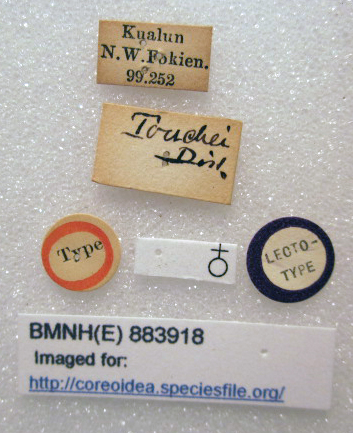 Kualun
N.W.Fokien.
99.252
Touchei
Dist.
Type
♀
LECTO-
TYPE
BMNH(E) 883918
Imaged for:
http://coreoidea.speciesfile.org/